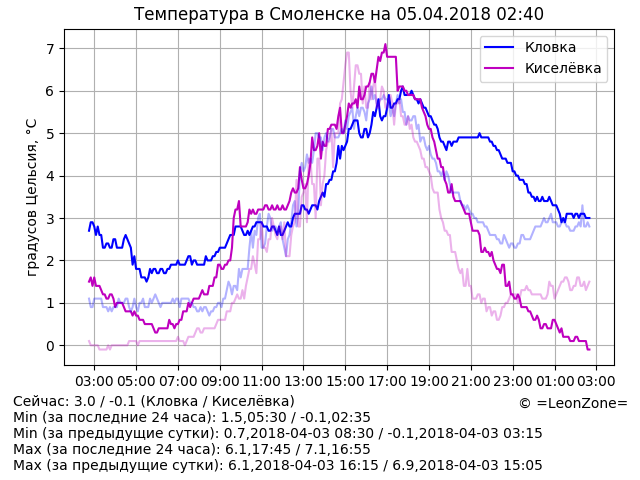 Температура в Смоленске на 05.04.2018 02:40
Кловка
Киселёвка
градусов Цельсия, °C
7
6
5
4
3
2
1
0
03:00 05:00 07:00 09:00 11:00 13:00 15:00 17:00 19:00 21:00 23:00 01:00 03:00
Сейчас: 3.0 / -0.1 (Кловка / Киселёвка)
© =LeonZone=
Min (за последние 24 часа): 1.5,05:30 / -0.1,02:35
Min (за предыдущие сутки): 0.7,2018-04-03 08:30 / -0.1,2018-04-03 03:15
Max (за последние 24 часа): 6.1,17:45 / 7.1,16:55
Max (за предыдущие сутки): 6.1,2018-04-03 16:15 / 6.9,2018-04-03 15:05